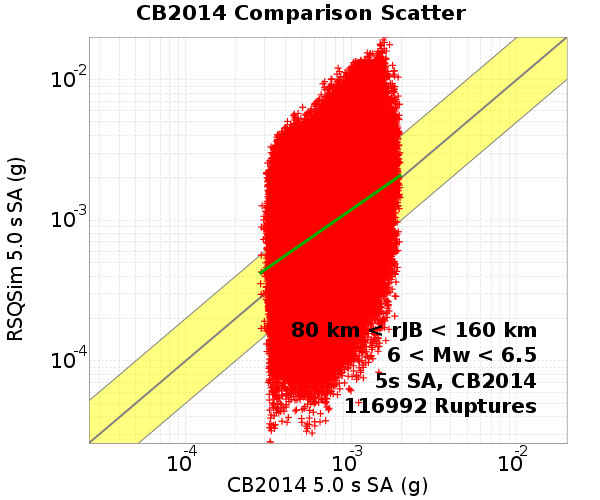 CB2014 Comparison Scatter
RSQSim 5.0 s SA (g)
10-2
10-3
10-4
80 km < rJB < 160 km
6 < Mw < 6.5
5s SA, CB2014
116992 Ruptures
10-4 10-3 10-2
CB2014 5.0 s SA (g)